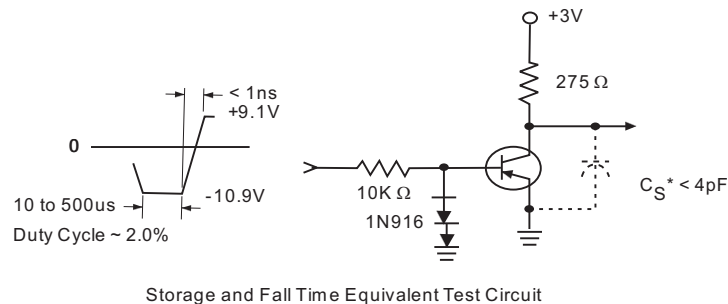 +3V
< 1ns
+9.1V
275 Ω
0
10K Ω
C_S* < 4pF
10 to 500us
-10.9V
1N916
Duty Cycle ~ 2.0%
Storage and Fall Time Equivalent Test Circuit